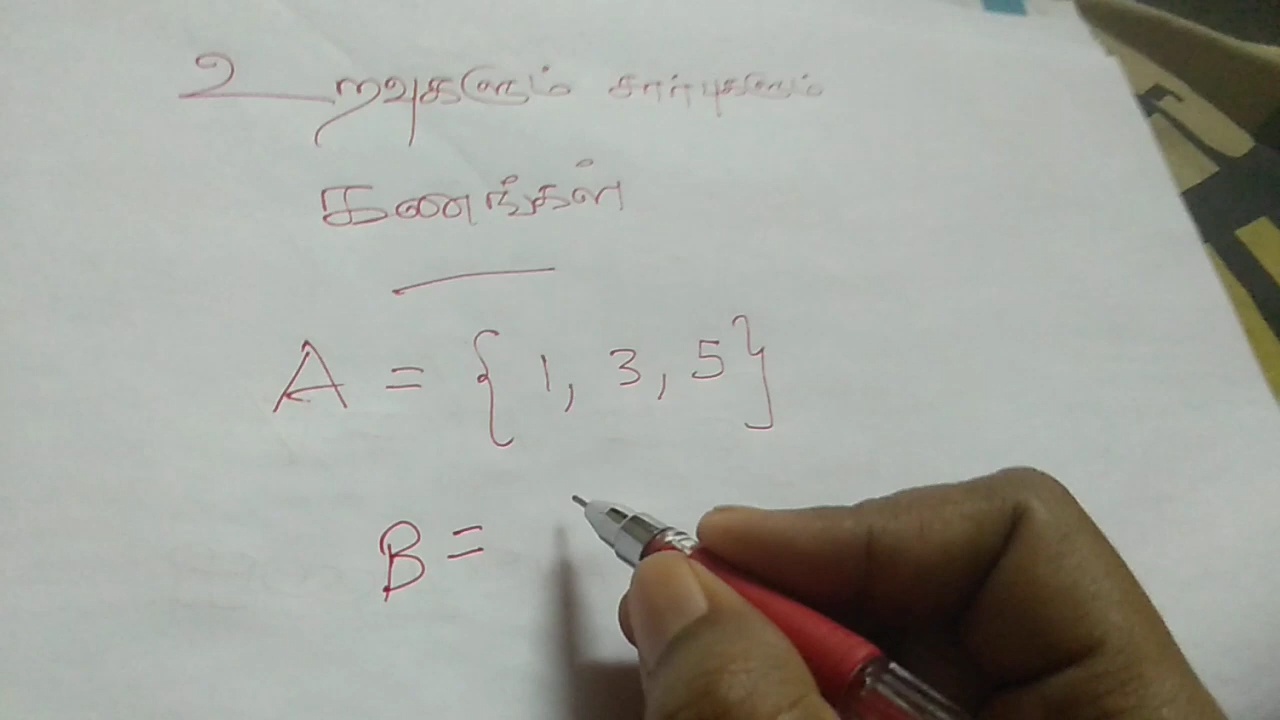 உறவுகளும் சார்புகளும்
கணங்கள்
A = { 1, 3, 5}
B =